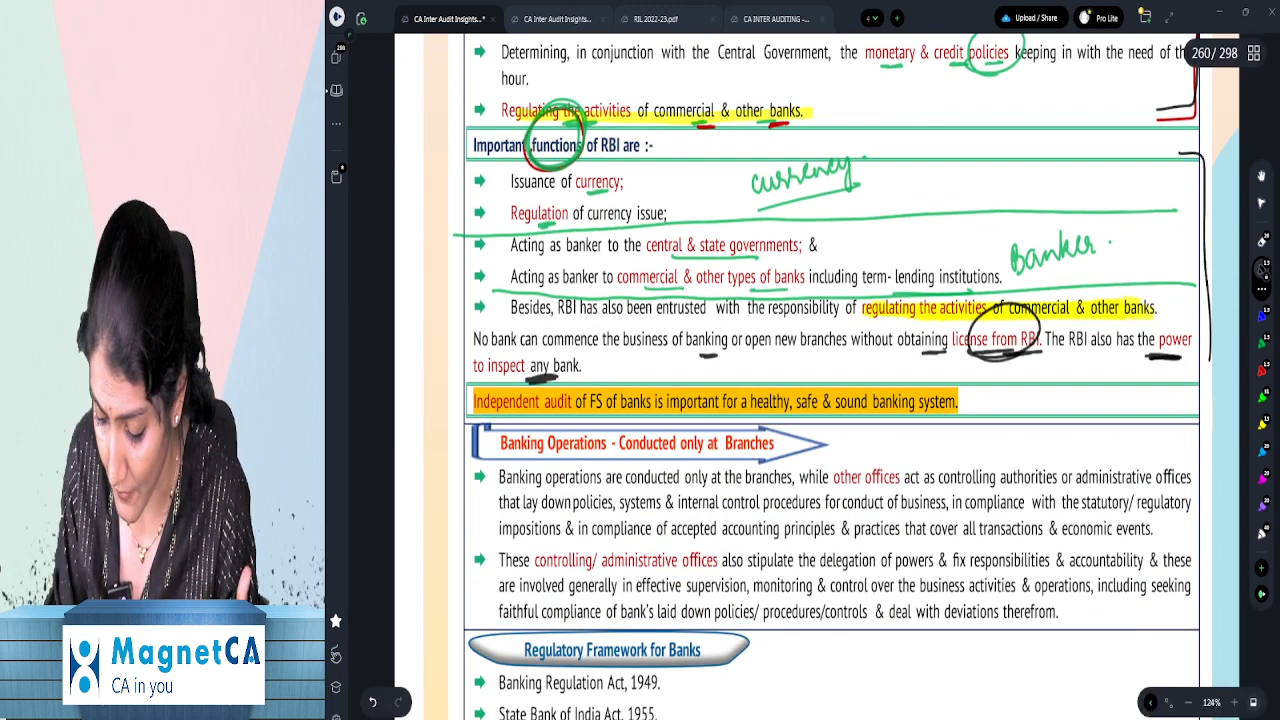 CA Inter Audit Insights...*
CA Inter Audit Insights...
RIL 2022-23.pdf
CA INTER AUDITING -...
4
Upload / Share
Pro Lite
260 / 298
Determining, in conjunction with the Central Government, the monetary & credit policies keeping in with the need of the
hour.
Regulating the activities of commercial & other banks.
Important functions of RBI are :-
Issuance of currency;
currency.
Regulation of currency issue;
Acting as banker to the central & state governments; &
Banker.
Acting as banker to commercial & other types of banks including term- lending institutions.
Besides, RBI has also been entrusted with the responsibility of regulating the activities of commercial & other banks.
No bank can commence the business of banking or open new branches without obtaining license from RBI. The RBI also has the power
to inspect any bank.
Independent audit of FS of banks is important for a healthy, safe & sound banking system.
Banking Operations - Conducted only at Branches
Banking operations are conducted only at the branches, while other offices act as controlling authorities or administrative offices
that lay down policies, systems & internal control procedures for conduct of business, in compliance with the statutory/ regulatory
impositions & in compliance of accepted accounting principles & practices that cover all transactions & economic events.
These controlling/ administrative offices also stipulate the delegation of powers & fix responsibilities & accountability & these
are involved generally in effective supervision, monitoring & control over the business activities & operations, including seeking
faithful compliance of bank's laid down policies/ procedures/controls & deal with deviations therefrom.
Regulatory Framework for Banks
Banking Regulation Act, 1949.
State Bank of India Act, 1955.
MagnetCA
CA in you
124%